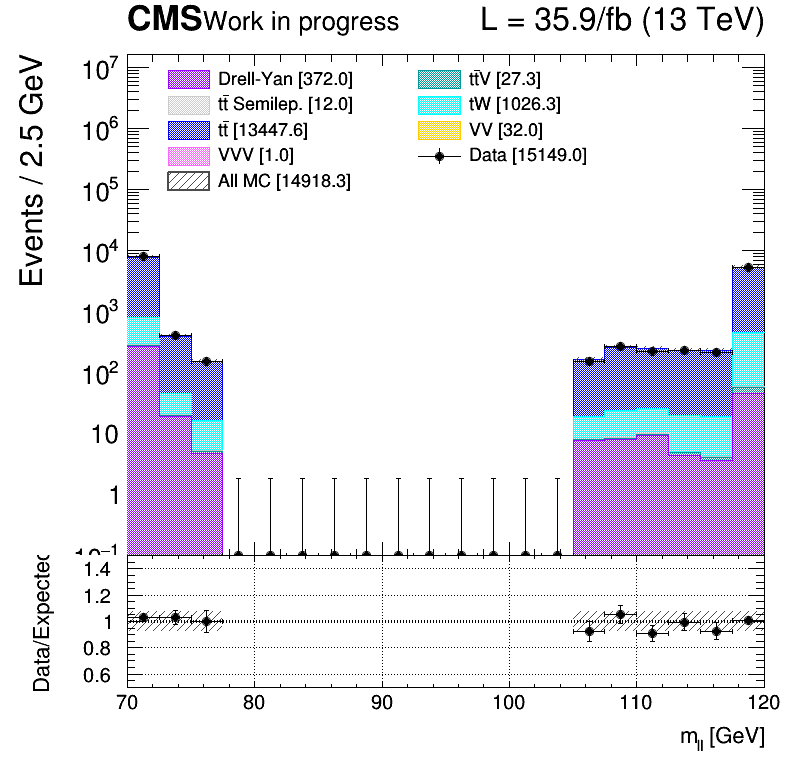 CMS Work in progress L = 35.9/fb (13 TeV)
Events / 2.5 GeV
10⁷
10⁶
10⁵
10⁴
10³
10²
10
1
10⁻¹
Drell-Yan [372.0]
tt̄ Semilep. [12.0]
tt̄ [13447.6]
VVV [1.0]
All MC [14918.3]
tt̄V [27.3]
tW [1026.3]
VV [32.0]
Data [15149.0]
Data/Expected
1.4
1.2
1
0.8
0.6
70 80 90 100 110 120
m_ll [GeV]